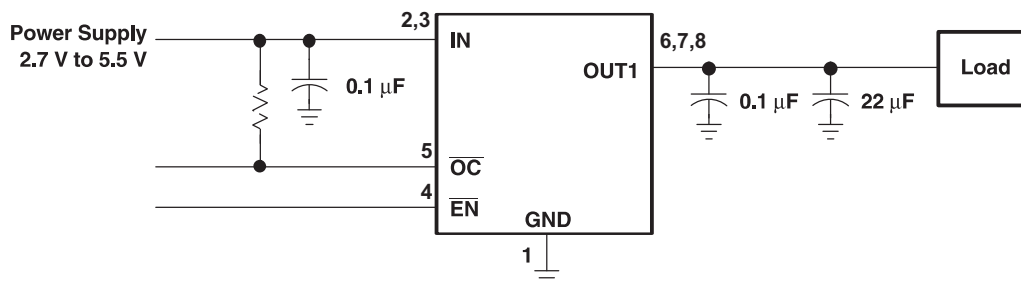 Power Supply
2.7 V to 5.5 V
2,3
IN
0.1 μF
5
OC
4
EN
GND
1
OUT1
6,7,8
0.1 μF
22 μF
Load